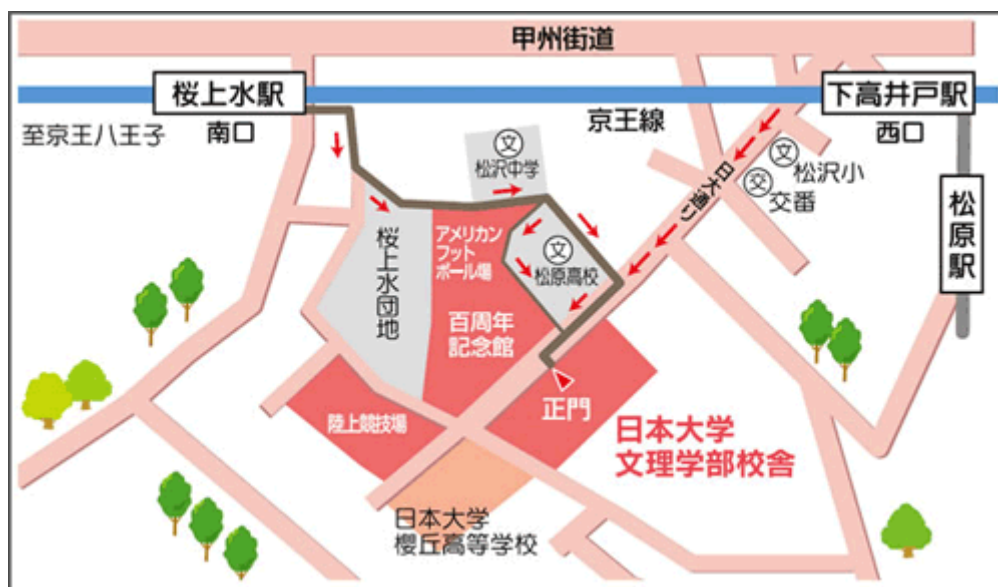 甲州街道
桜上水駅
下高井戸駅
至京王八王子
南口
京王線
西口
文
松沢中学
日大通り
文
松沢小
交
交番
松原駅
桜上水団地
アメリカン
フット
ボール場
文
松原高校
百周年
記念館
正門
陸上競技場
日本大学
文理学部校舎
日本大学
櫻丘高等学校